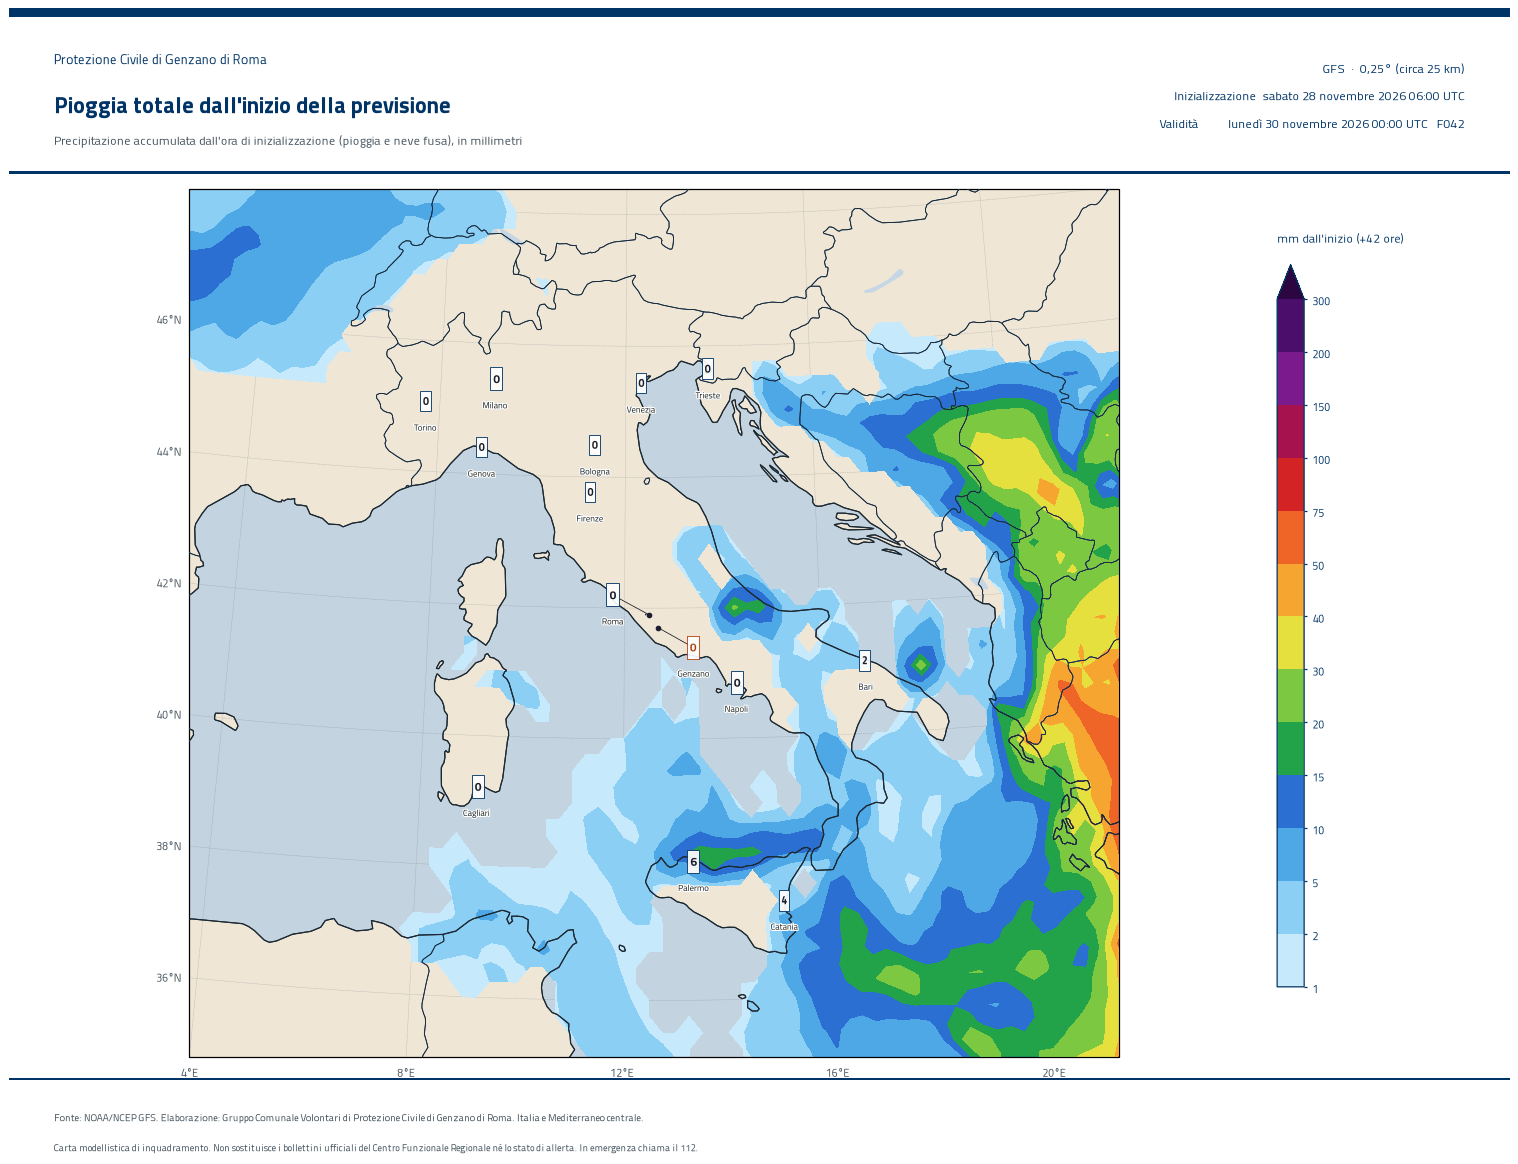 Protezione Civile di Genzano di Roma
Pioggia totale dall'inizio della previsione
Precipitazione accumulata dall'ora di inizializzazione (pioggia e neve fusa), in millimetri
GFS · 0,25° (circa 25 km)
Inizializzazione sabato 28 novembre 2026 06:00 UTC
Validità lunedì 30 novembre 2026 00:00 UTC F042
mm dall'inizio (+42 ore)
300
200
150
100
75
50
40
30
20
15
10
5
2
1
46°N
44°N
42°N
40°N
38°N
36°N
4°E
8°E
12°E
16°E
20°E
0
Milano
0
Torino
0
Venezia
0
Trieste
0
Genova
0
Bologna
0
Firenze
0
Roma
0
Genzano
0
Napoli
2
Bari
0
Cagliari
6
Palermo
4
Catania
Fonte: NOAA/NCEP GFS. Elaborazione: Gruppo Comunale Volontari di Protezione Civile di Genzano di Roma. Italia e Mediterraneo centrale.
Carta modellistica di inquadramento. Non sostituisce i bollettini ufficiali del Centro Funzionale Regionale né lo stato di allerta. In emergenza chiama il 112.